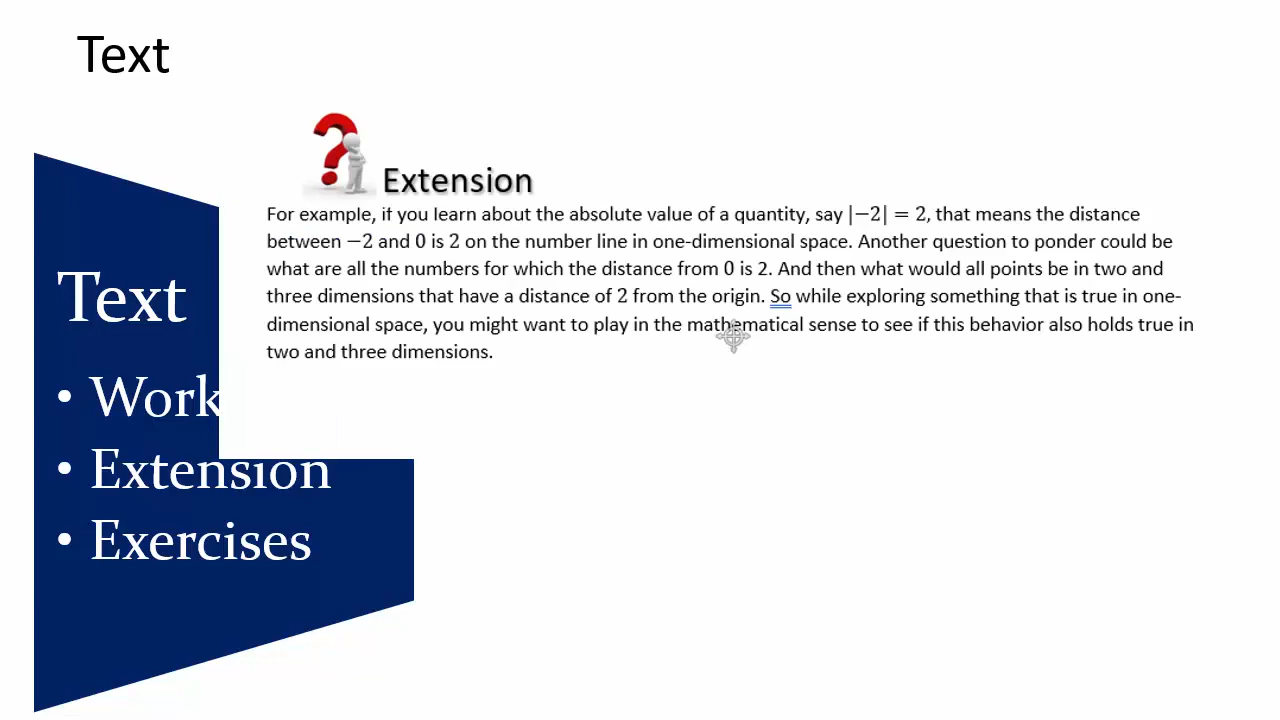 Text
Extension
For example, if you learn about the absolute value of a quantity, say |−2| = 2, that means the distance
between −2 and 0 is 2 on the number line in one-dimensional space. Another question to ponder could be
what are all the numbers for which the distance from 0 is 2. And then what would all points be in two and
three dimensions that have a distance of 2 from the origin. So while exploring something that is true in one-
dimensional space, you might want to play in the mathematical sense to see if this behavior also holds true in
two and three dimensions.
Text
• Work
• Extension
• Exercises